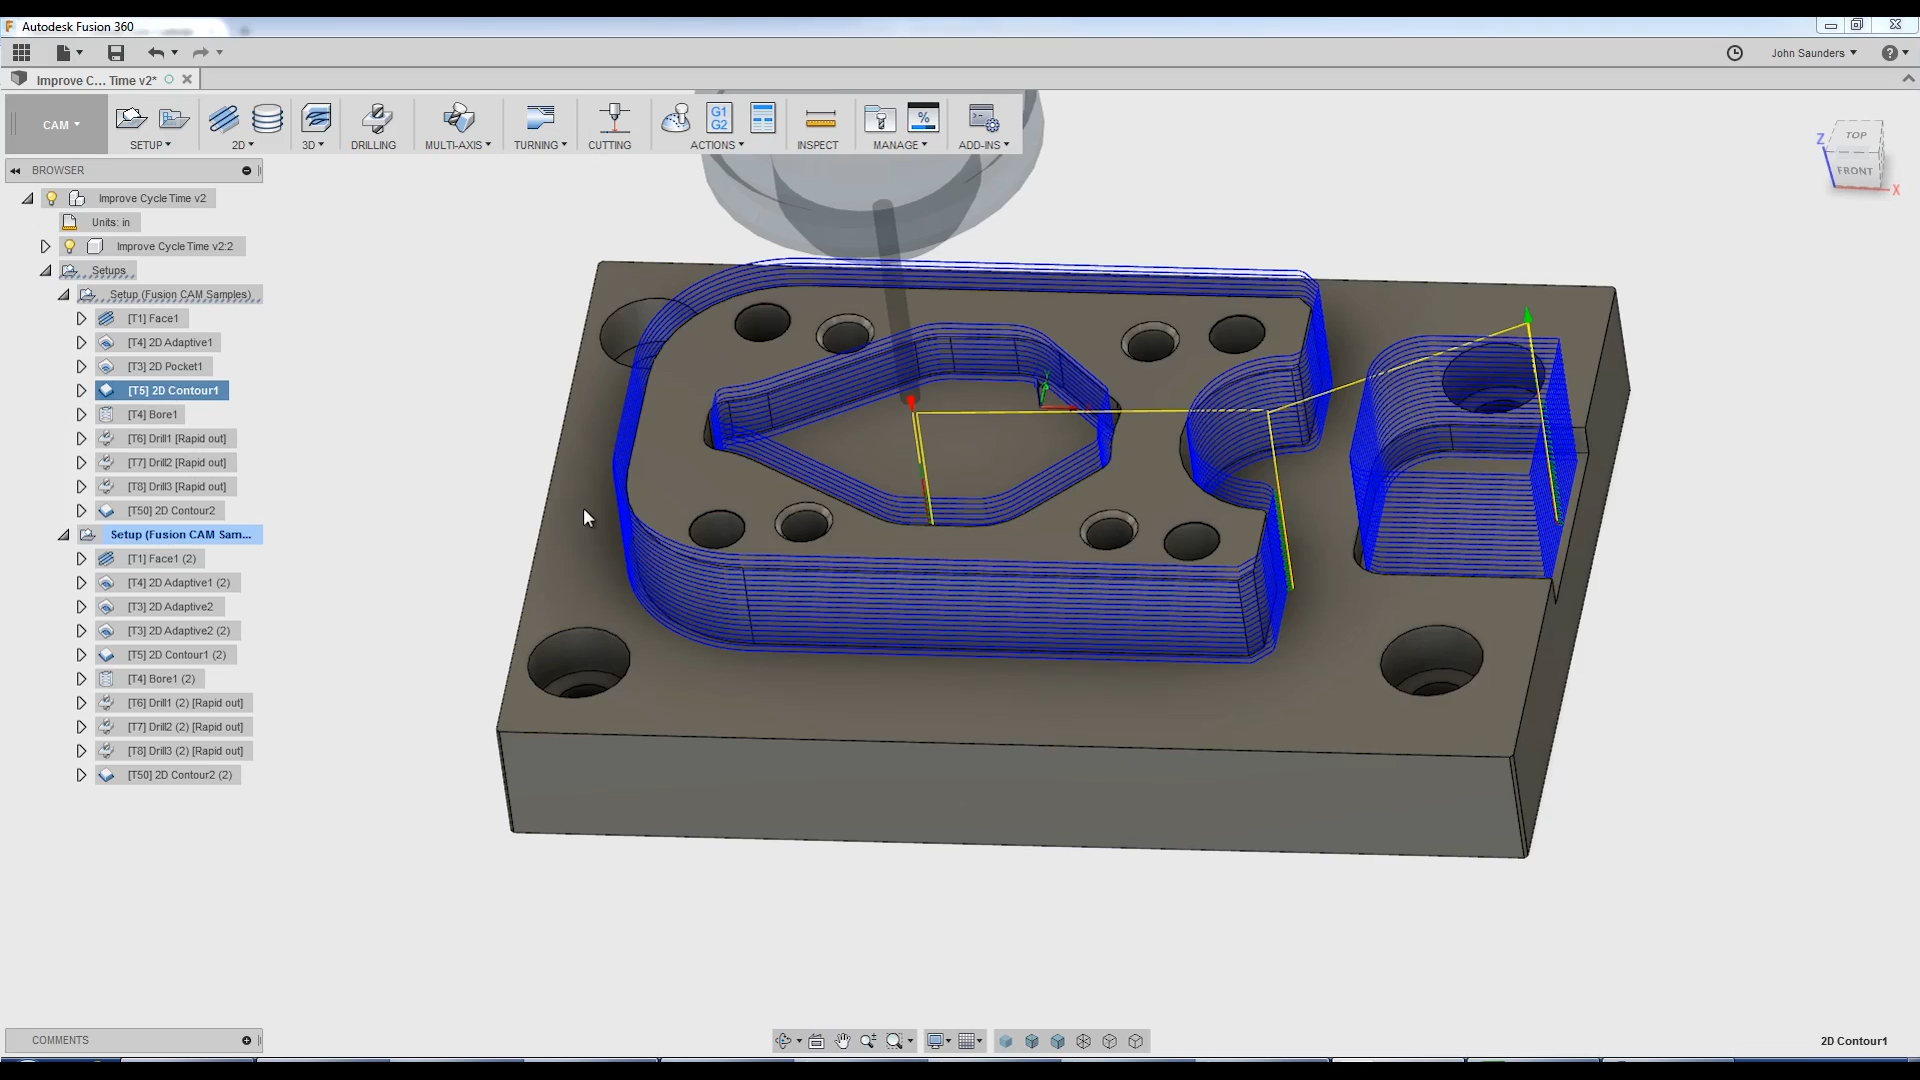 Autodesk Fusion 360
John Saunders
Improve C... Time v2*
CAM
SETUP
2D
3D
DRILLING
MULTI-AXIS
TURNING
CUTTING
G1
G2
ACTIONS
INSPECT
%
MANAGE
ADD-INS
TOP
FRONT
Z
X
BROWSER
Improve Cycle Time v2
Units: in
Improve Cycle Time v2:2
Setups
Setup (Fusion CAM Samples)
[T1] Face1
[T4] 2D Adaptive1
[T3] 2D Pocket1
[T5] 2D Contour1
[T4] Bore1
[T6] Drill1 [Rapid out]
[T7] Drill2 [Rapid out]
[T8] Drill3 [Rapid out]
[T50] 2D Contour2
Setup (Fusion CAM Sam...
[T1] Face1 (2)
[T4] 2D Adaptive1 (2)
[T3] 2D Adaptive2
[T3] 2D Adaptive2 (2)
[T5] 2D Contour1 (2)
[T4] Bore1 (2)
[T6] Drill1 (2) [Rapid out]
[T7] Drill2 (2) [Rapid out]
[T8] Drill3 (2) [Rapid out]
[T50] 2D Contour2 (2)
COMMENTS
2D Contour1